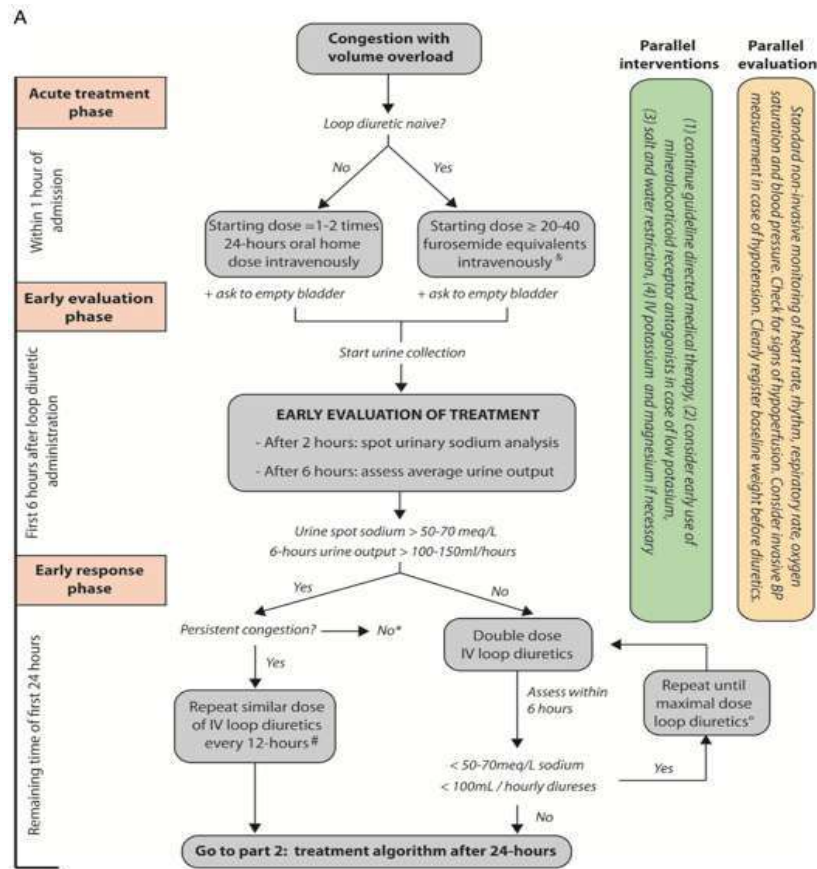 A
Congestion with
volume overload
Parallel
interventions
Parallel
evaluation
Acute treatment
phase
Loop diuretic naive?
No
Yes
Within 1 hour of
admission
Starting dose =1-2 times
24-hours oral home
dose intravenously
Starting dose ≥ 20-40
furosemide equivalents
intravenously &
+ ask to empty bladder
+ ask to empty bladder
Early evaluation
phase
Start urine collection
First 6 hours after loop diuretic
administration
EARLY EVALUATION OF TREATMENT
- After 2 hours: spot urinary sodium analysis
- After 6 hours: assess average urine output
Urine spot sodium > 50-70 meq/L
6-hours urine output > 100-150ml/hours
Early response
phase
Yes
No
Persistent congestion?
No*
Double dose
IV loop diuretics
Yes
Remaining time of first 24 hours
Repeat similar dose
of IV loop diuretics
every 12-hours #
Assess within
6 hours
Repeat until
maximal dose
loop diuretics°
< 50-70meq/L sodium
< 100mL / hourly diureses
Yes
No
Go to part 2: treatment algorithm after 24-hours
(1) continue guideline directed medical therapy, (2) consider early use of
mineralocorticoid receptor antagonists in case of low potasium,
(3) salt and water restriction, (4) IV potassium and magnesium if necessary
Standard non-invasive monitoring of heart rate, rhythm, respiratory rate, oxygen
saturation and blood pressure. Check for signs of hypoperfusion. Consider invasive BP
measurement in case of hypotension. Clearly register baseline weight before diuretics.